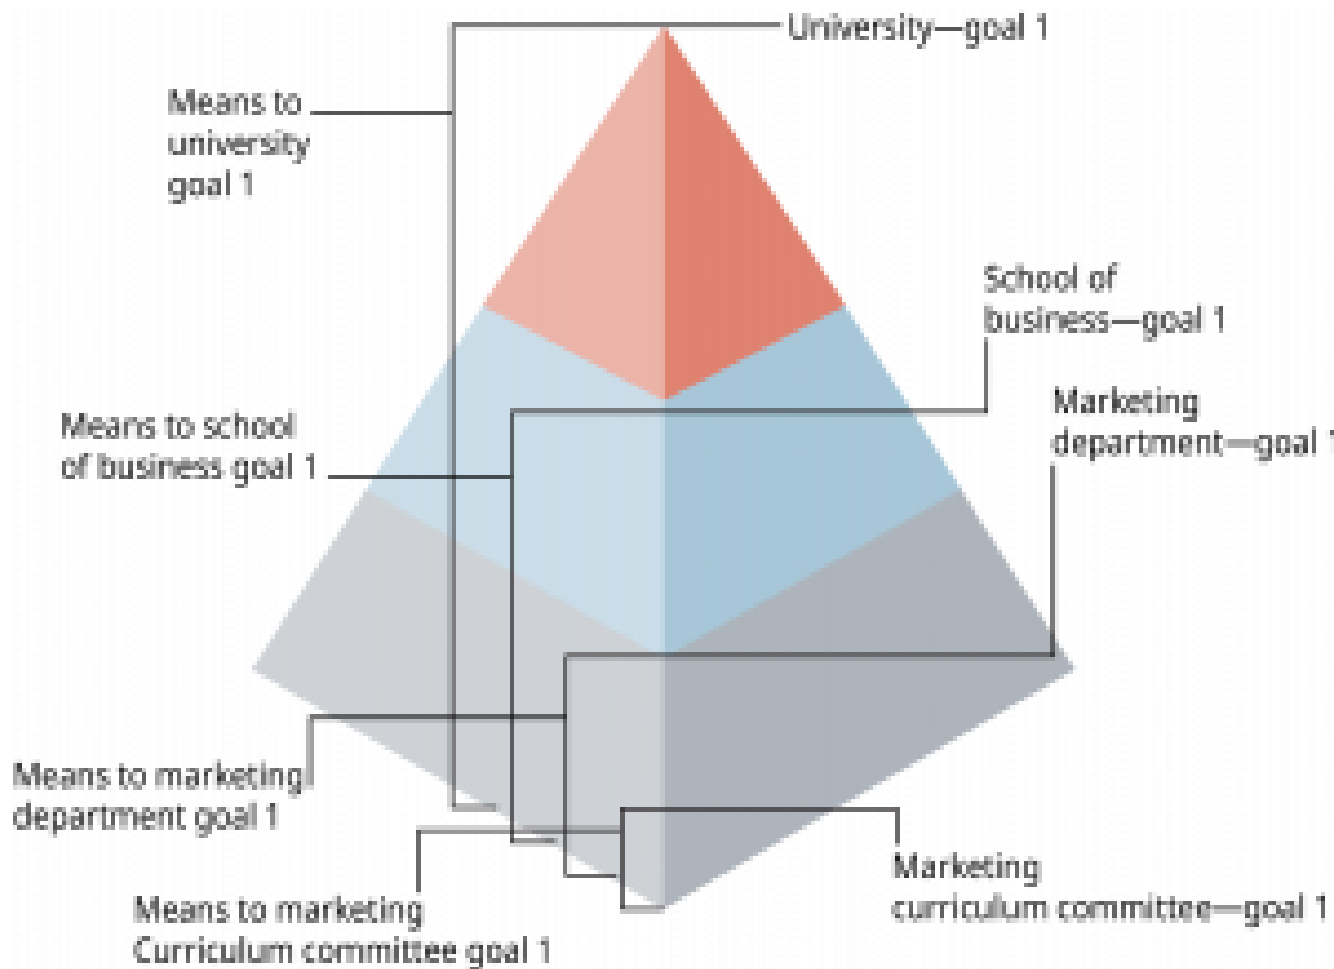 University—goal 1
Means to
university
goal 1
School of
business—goal 1
Marketing
department—goal 1
Means to school
of business goal 1
Means to marketing
department goal 1
Marketing
curriculum committee—goal 1
Means to marketing
Curriculum committee goal 1